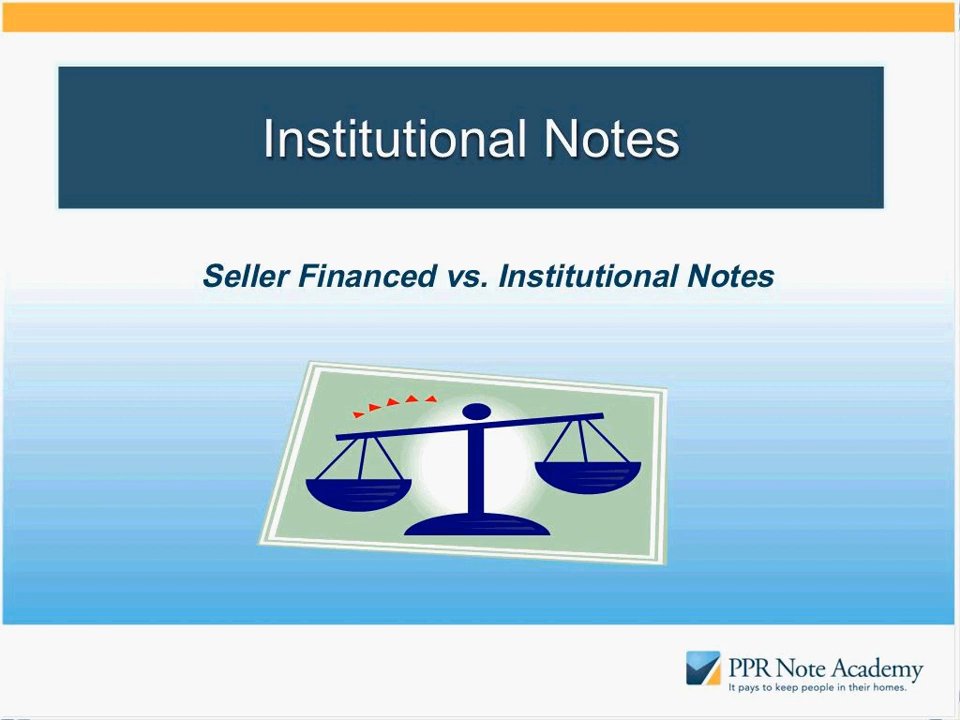 Institutional Notes
Seller Financed vs. Institutional Notes
PPR Note Academy
It pays to keep people in their homes.